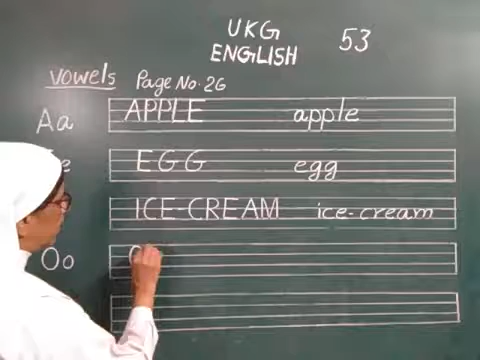 UKG 53
ENGLISH
vowels Page No. 26
Aa APPLE apple
e EGG egg
ICE-CREAM ice-cream
Oo O